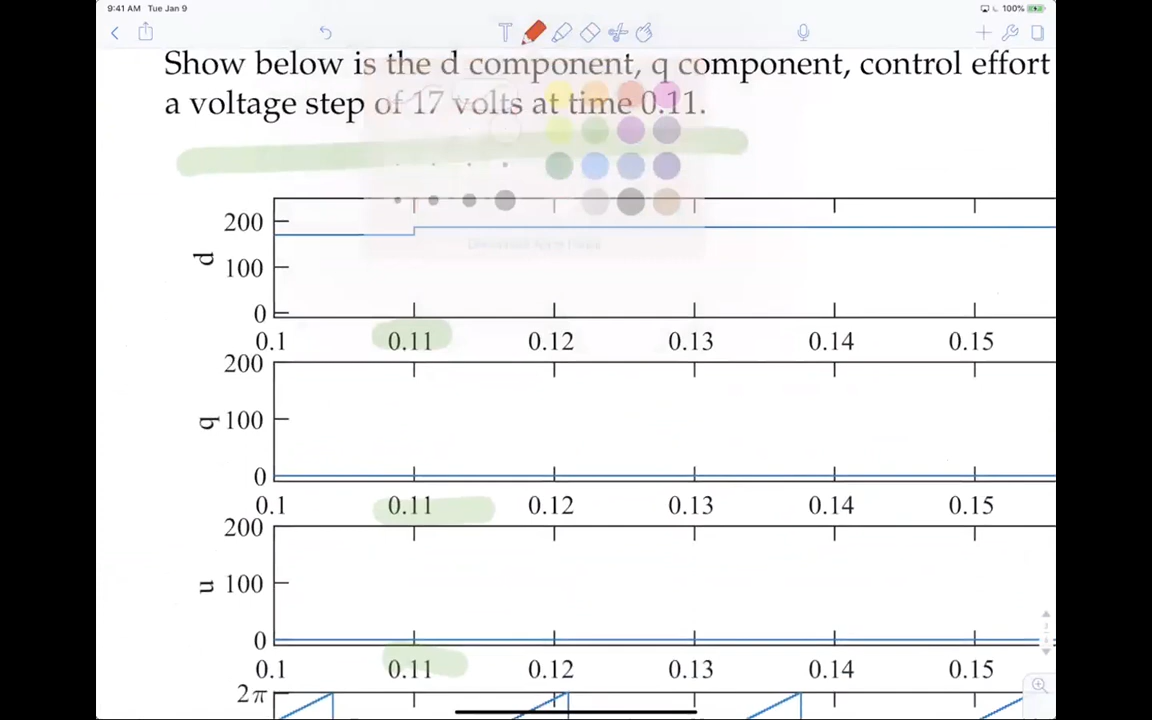 9:41 AM Tue Jan 9
100%
Show below is the d component, q component, control effort
a voltage step of 17 volts at time 0.11.
200
d
100
0
0.1 0.11 0.12 0.13 0.14 0.15
200
q
100
0
0.1 0.11 0.12 0.13 0.14 0.15
200
u
100
0
0.1 0.11 0.12 0.13 0.14 0.15
2π